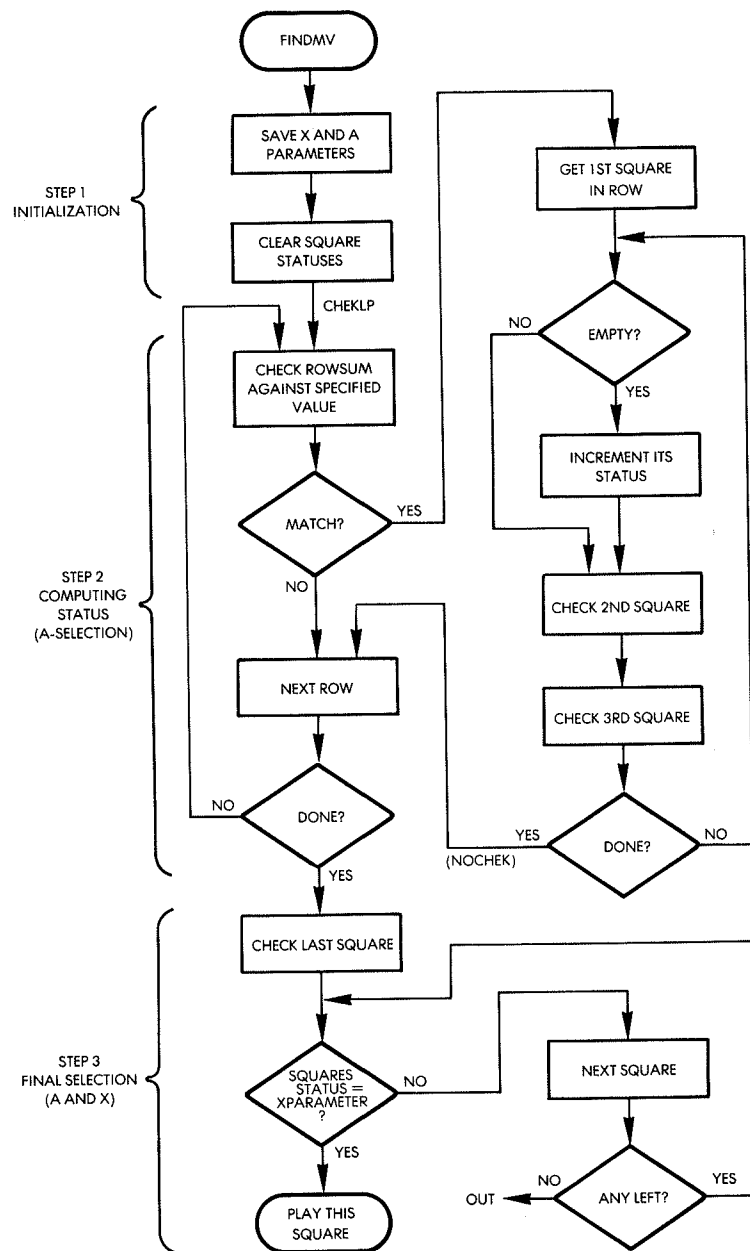 FINDMV
STEP 1
INITIALIZATION
SAVE X AND A
PARAMETERS
CLEAR SQUARE
STATUSES
CHEKLP
STEP 2
COMPUTING
STATUS
(A-SELECTION)
CHECK ROWSUM
AGAINST SPECIFIED
VALUE
MATCH?
YES
NO
NEXT ROW
DONE?
NO
YES
GET 1ST SQUARE
IN ROW
EMPTY?
NO
YES
INCREMENT ITS
STATUS
CHECK 2ND SQUARE
CHECK 3RD SQUARE
DONE?
YES
(NOCHEK)
NO
STEP 3
FINAL SELECTION
(A AND X)
CHECK LAST SQUARE
SQUARES
STATUS =
XPARAMETER
?
NO
YES
PLAY THIS
SQUARE
NEXT SQUARE
ANY LEFT?
NO
OUT
YES